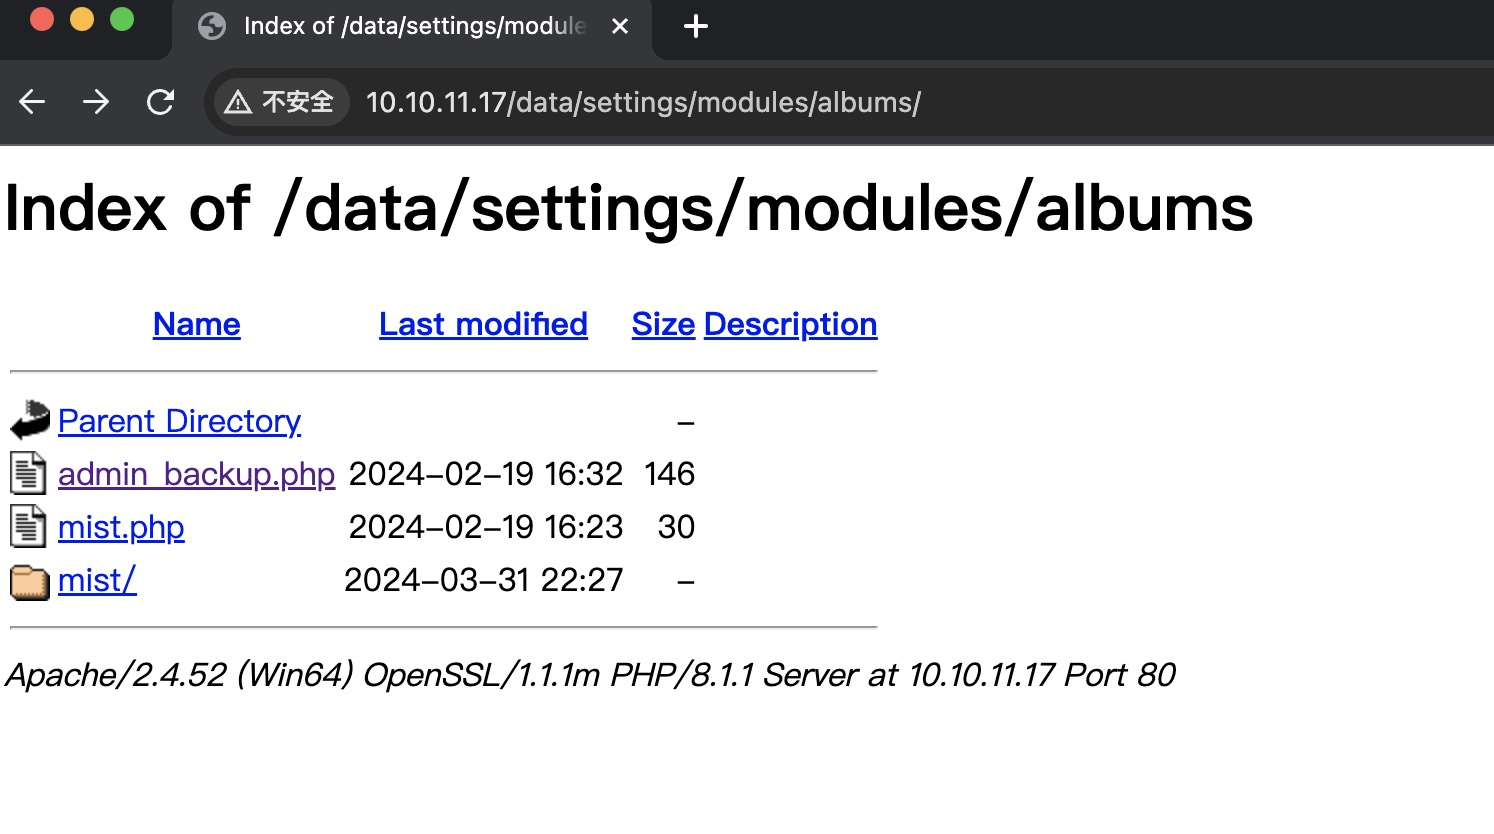 Index of /data/settings/module
不安全 10.10.11.17/data/settings/modules/albums/
Index of /data/settings/modules/albums
Name Last modified Size Description
Parent Directory –
admin_backup.php 2024-02-19 16:32 146
mist.php 2024-02-19 16:23 30
mist/ 2024-03-31 22:27 –
Apache/2.4.52 (Win64) OpenSSL/1.1.1m PHP/8.1.1 Server at 10.10.11.17 Port 80